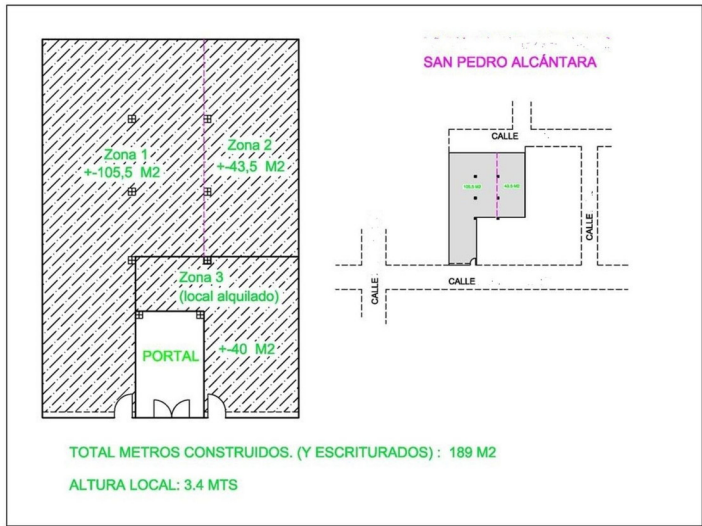 SAN PEDRO ALCÁNTARA
Zona 1
+-105,5 M2
Zona 2
+-43,5 M2
Zona 3
(local alquilado)
PORTAL
+-40 M2
CALLE
CALLE
CALLE
CALLE
TOTAL METROS CONSTRUIDOS. (Y ESCRITURADOS) : 189 M2
ALTURA LOCAL: 3.4 MTS